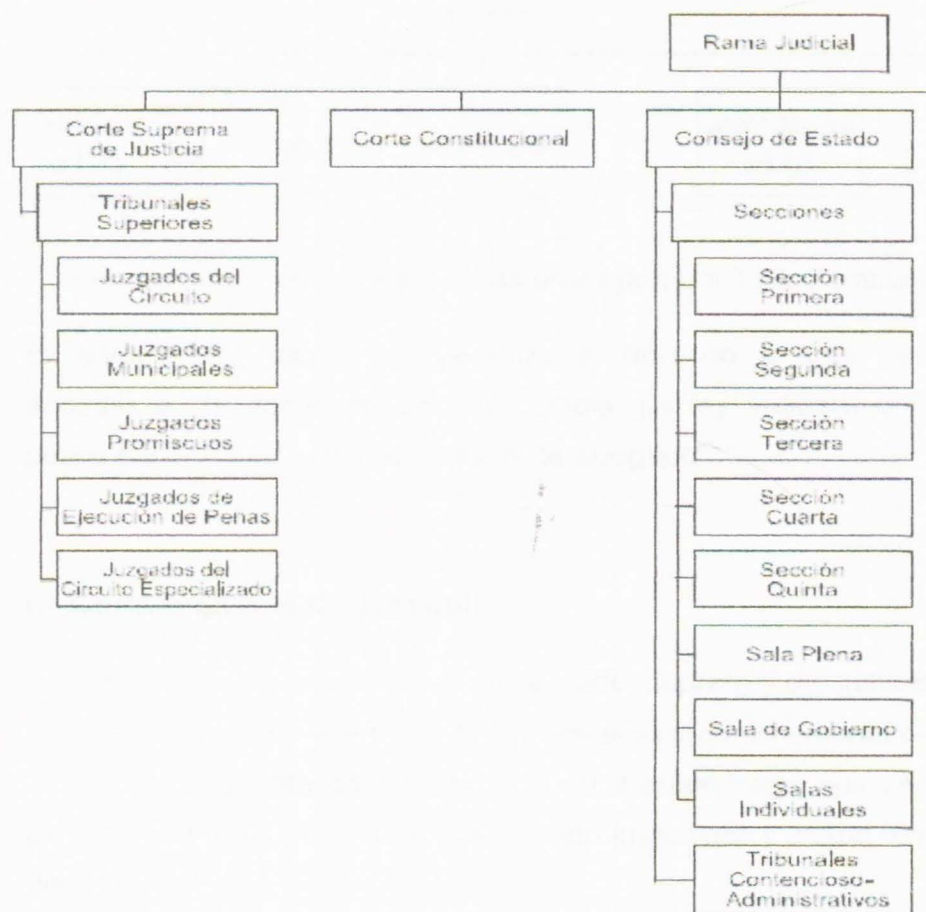 Rama Judicial
Corte Suprema
de Justicia
Corte Constitucional
Consejo de Estado
Tribunales
Superiores
Secciones
Juzgados del
Circuito
Sección
Primera
Juzgados
Municipales
Sección
Segunda
Juzgados
Promiscuos
Sección
Tercera
Juzgados de
Ejecución de Penas
Sección
Cuarta
Juzgados del
Circuito Especializado
Sección
Quinta
Sala Plena
Sala de Gobierno
Salas
Individuales
Tribunales
Contencioso-
Administrativos